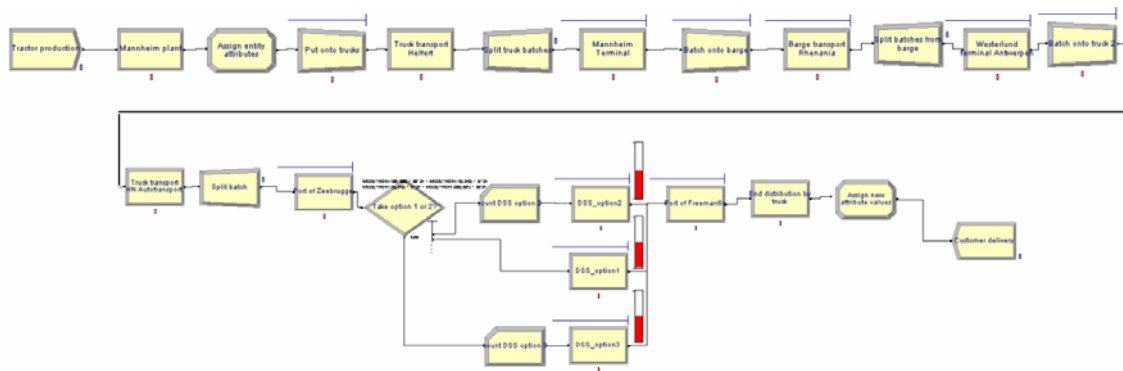 Tractor production
Mannheim plant
Assign entity
attributes
Put onto trucks
Truck transport
Helfert
Split truck batches
Mannheim
Terminal
Batch onto barge
Barge transport
Rhenania
Split batches from
barge
Westerlund
Terminal Antwerpen
Batch onto truck 2
Truck transport
Autotransport
Split batch
Port of Zeebrugge
Take option 1 or 2?
ount DSS option
DSS_option2
Port of Freemantle
End distribution by
truck
Assign new
attribute values
Customer delivery
DSS_option1
ount DSS option
DSS_option3